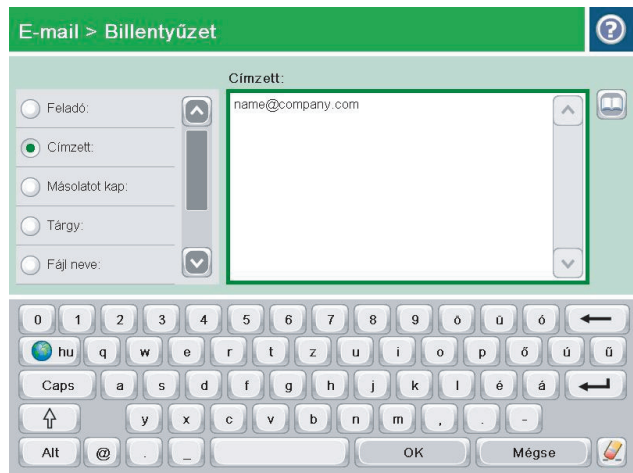 E-mail > Billentyűzet
?
Címzett:
Feladó:
name@company.com
Címzett:
Másolatot kap:
Tárgy:
Fájl neve:
0 1 2 3 4 5 6 7 8 9 ö ü ó
hu q w e r t z u i o p ő ú ű
Caps a s d f g h j k l é á
y x c v b n m , . -
Alt @ . _ OK Mégse